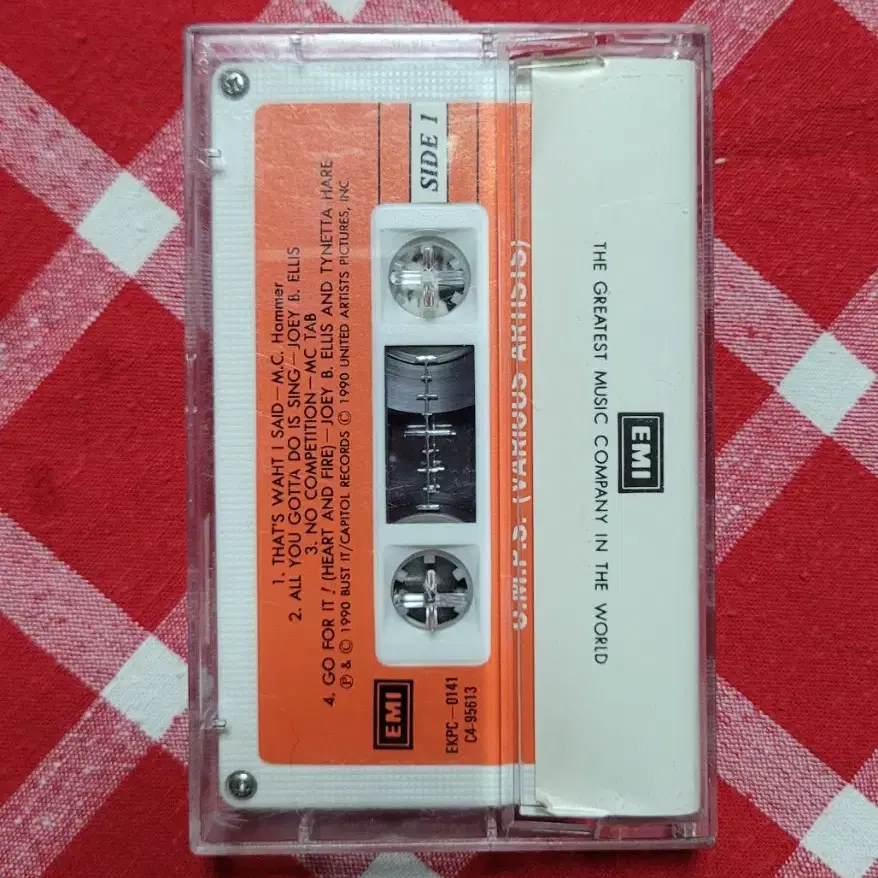 SIDE 1
1. THAT'S WAHT I SAID—M.C. Hammer
2. ALL YOU GOTTA DO IS SING—JOEY B. ELLIS
3. NO COMPETITION—MC TAB
4. GO FOR IT ! (HEART AND FIRE)—JOEY B. ELLIS AND TYNETTA HARE
Ⓟ & © 1990 BUST IT/CAPITOL RECORDS © 1990 UNITED ARTISTS PICTURES, INC
EMI
EKPC—0141
C4-95613
(VARIOUS ARTISTS)
EMI
THE GREATEST MUSIC COMPANY IN THE WORLD